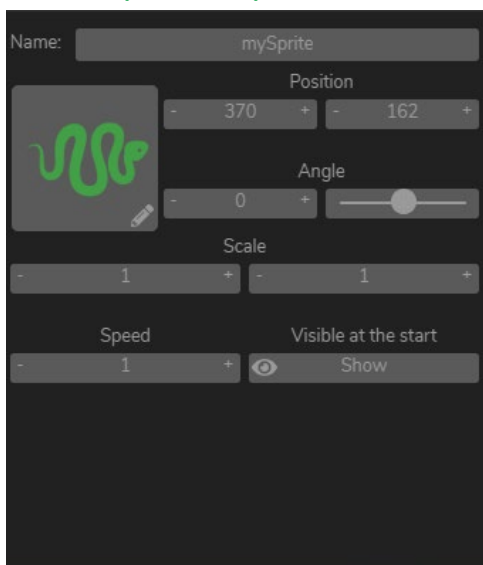 Name: mySprite
Position
- 370 + - 162 +
Angle
- 0 +
Scale
- 1 + - 1 +
Speed Visible at the start
- 1 + Show